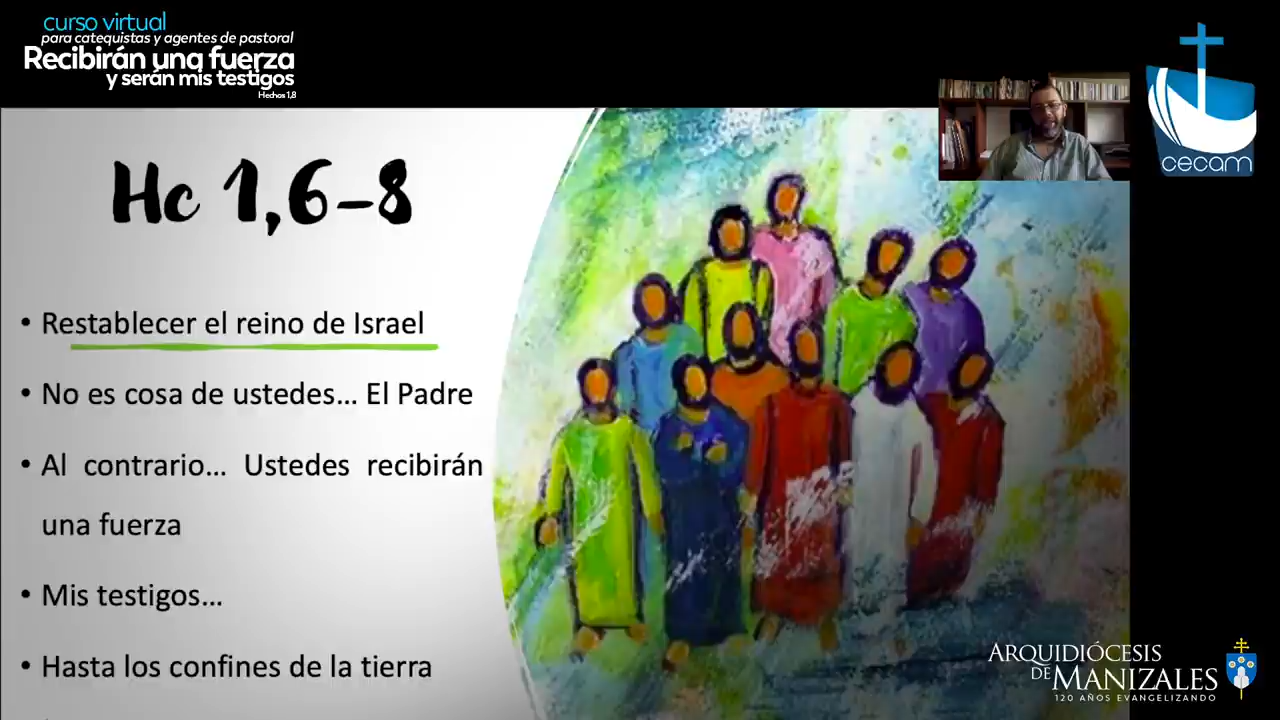 curso virtual
para catequistas y agentes de pastoral
Recibirán una fuerza
y serán mis testigos
Hechos 1,8
cecam
Hc 1,6-8
• Restablecer el reino de Israel
• No es cosa de ustedes... El Padre
• Al contrario... Ustedes recibirán
una fuerza
• Mis testigos...
• Hasta los confines de la tierra
ARQUIDIÓCESIS
DE MANIZALES
120 AÑOS EVANGELIZANDO